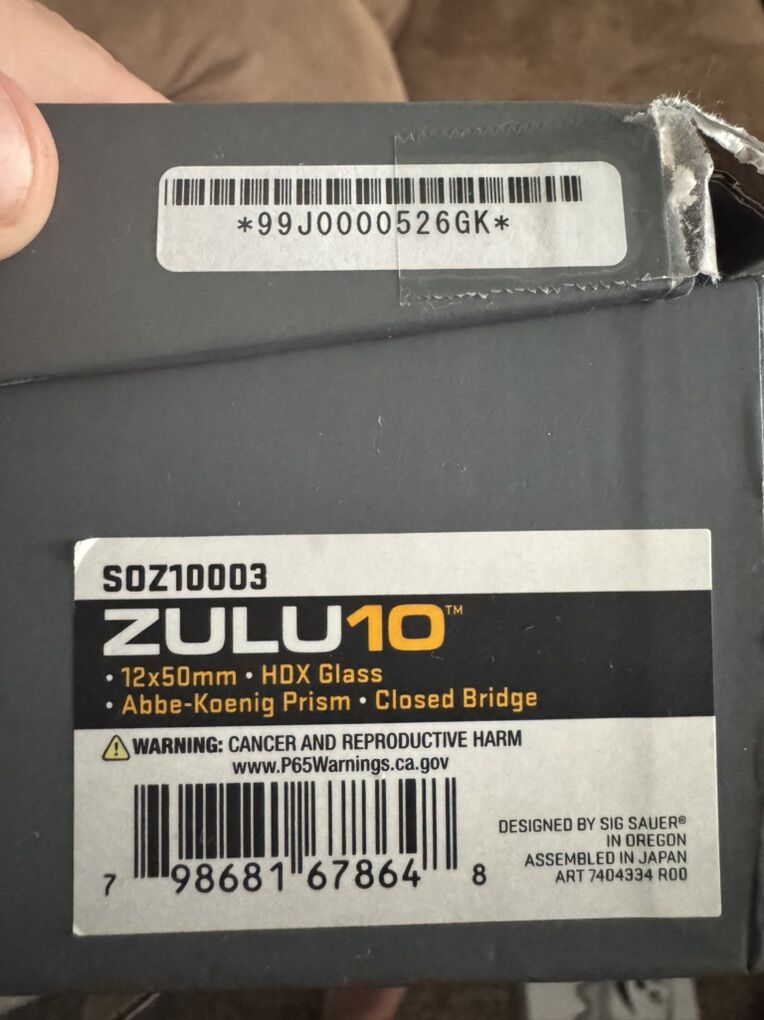 *99J0000526GK*
SOZ10003
ZULU10™
• 12x50mm • HDX Glass
• Abbe-Koenig Prism • Closed Bridge
WARNING: CANCER AND REPRODUCTIVE HARM
www.P65Warnings.ca.gov
7 98681 67864 8
DESIGNED BY SIG SAUER®
IN OREGON
ASSEMBLED IN JAPAN
ART 7404334 R00